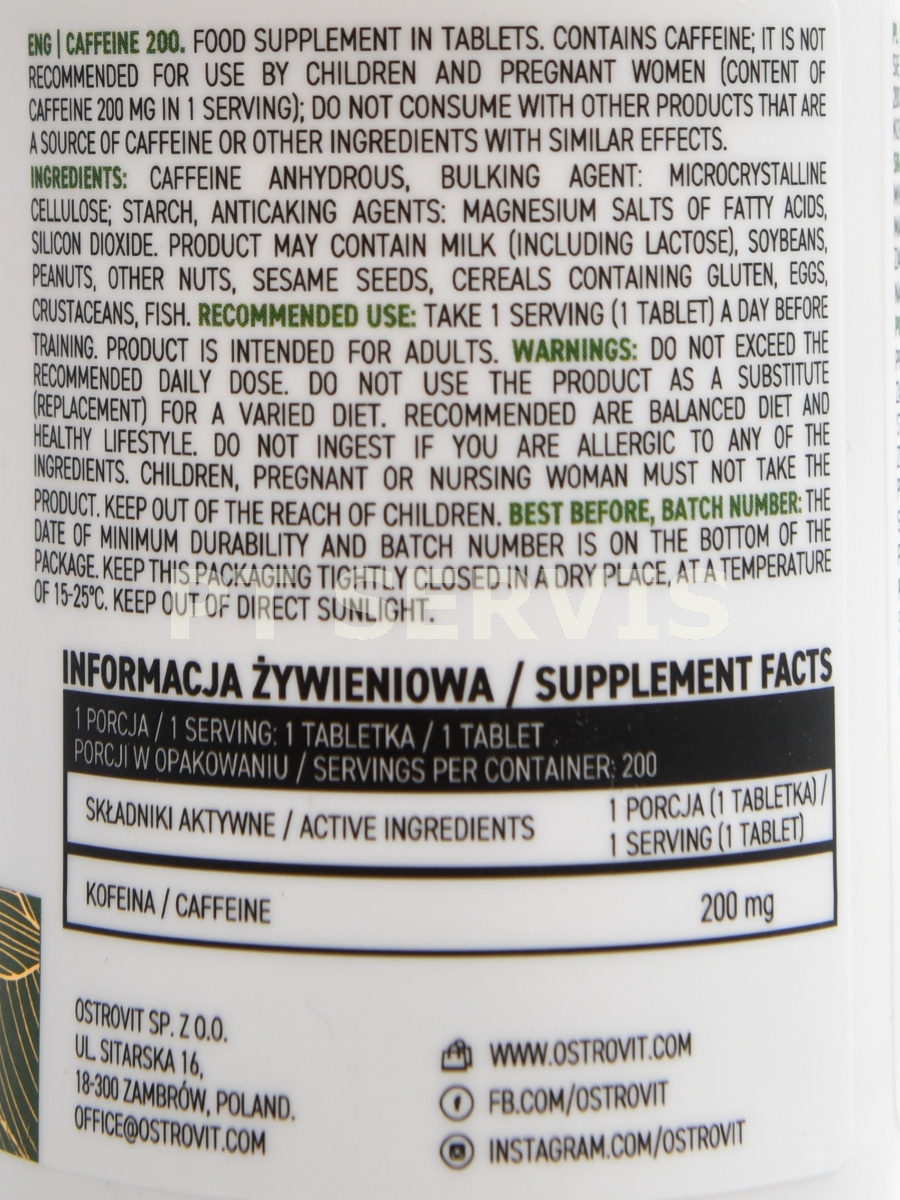 ENG | CAFFEINE 200. FOOD SUPPLEMENT IN TABLETS. CONTAINS CAFFEINE; IT IS NOT
RECOMMENDED FOR USE BY CHILDREN AND PREGNANT WOMEN (CONTENT OF
CAFFEINE 200 MG IN 1 SERVING); DO NOT CONSUME WITH OTHER PRODUCTS THAT ARE
A SOURCE OF CAFFEINE OR OTHER INGREDIENTS WITH SIMILAR EFFECTS.
INGREDIENTS: CAFFEINE ANHYDROUS, BULKING AGENT: MICROCRYSTALLINE
CELLULOSE; STARCH, ANTICAKING AGENTS: MAGNESIUM SALTS OF FATTY ACIDS,
SILICON DIOXIDE. PRODUCT MAY CONTAIN MILK (INCLUDING LACTOSE), SOYBEANS,
PEANUTS, OTHER NUTS, SESAME SEEDS, CEREALS CONTAINING GLUTEN, EGGS,
CRUSTACEANS, FISH. RECOMMENDED USE: TAKE 1 SERVING (1 TABLET) A DAY BEFORE
TRAINING. PRODUCT IS INTENDED FOR ADULTS. WARNINGS: DO NOT EXCEED THE
RECOMMENDED DAILY DOSE. DO NOT USE THE PRODUCT AS A SUBSTITUTE
(REPLACEMENT) FOR A VARIED DIET. RECOMMENDED ARE BALANCED DIET AND
HEALTHY LIFESTYLE. DO NOT INGEST IF YOU ARE ALLERGIC TO ANY OF THE
INGREDIENTS. CHILDREN, PREGNANT OR NURSING WOMAN MUST NOT TAKE THE
PRODUCT. KEEP OUT OF THE REACH OF CHILDREN. BEST BEFORE, BATCH NUMBER: THE
DATE OF MINIMUM DURABILITY AND BATCH NUMBER IS ON THE BOTTOM OF THE
PACKAGE. KEEP THIS PACKAGING TIGHTLY CLOSED IN A DRY PLACE, AT A TEMPERATURE
OF 15-25°C. KEEP OUT OF DIRECT SUNLIGHT.
FT SERVIS
INFORMACJA ŻYWIENIOWA / SUPPLEMENT FACTS
1 PORCJA / 1 SERVING: 1 TABLETKA / 1 TABLET
PORCJI W OPAKOWANIU / SERVINGS PER CONTAINER: 200
SKŁADNIKI AKTYWNE / ACTIVE INGREDIENTS
1 PORCJA (1 TABLETKA) /
1 SERVING (1 TABLET)
KOFEINA / CAFFEINE 200 mg
OSTROVIT SP. Z O.O.
UL. SITARSKA 16,
18-300 ZAMBRÓW, POLAND.
OFFICE@OSTROVIT.COM
WWW.OSTROVIT.COM
FB.COM/OSTROVIT
INSTAGRAM.COM/OSTROVIT